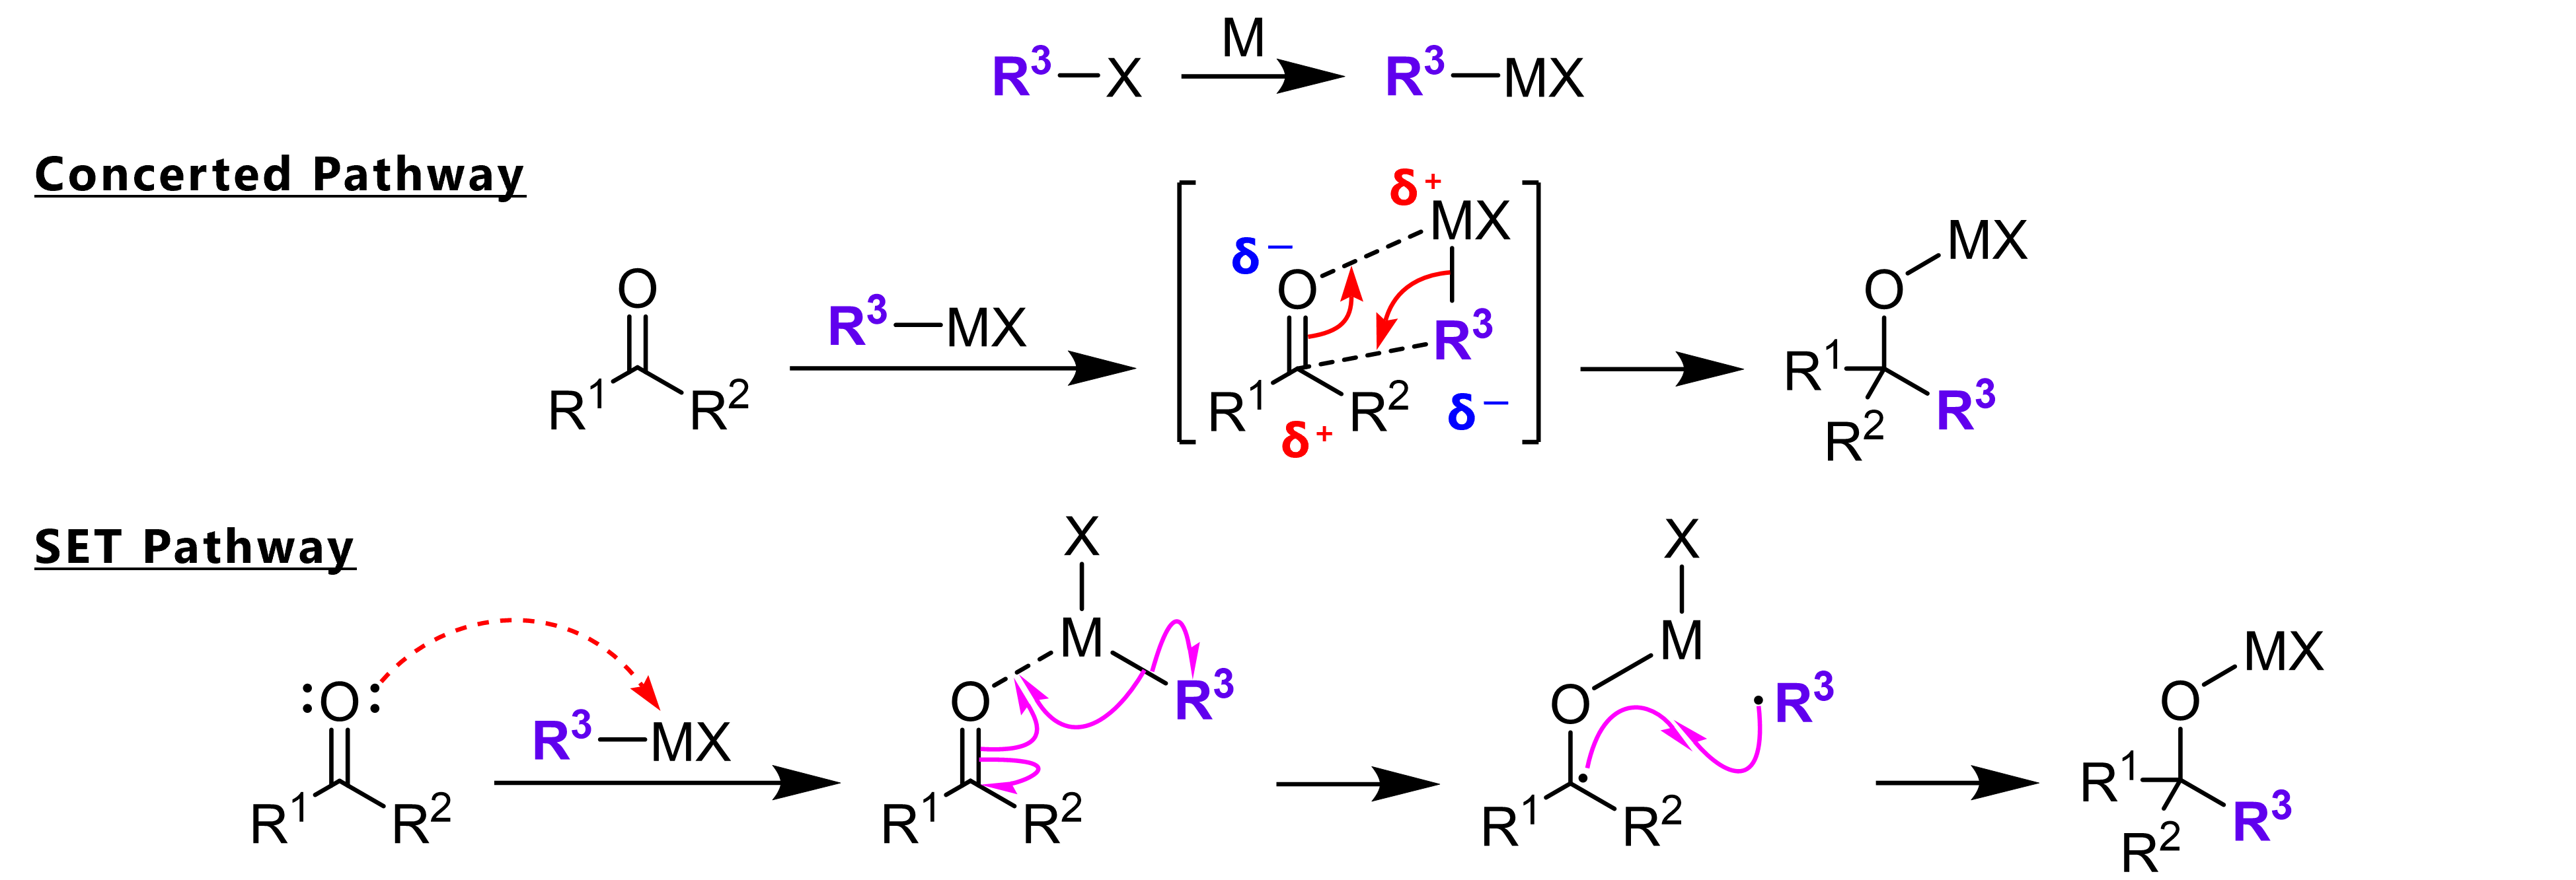 M
R³—X R³—MX
Concerted Pathway
δ⁺
MX
δ⁻
MX
O
O
O
R³—MX
R³
R¹
R³
R¹ R²
R¹ R²
δ⁻
R²
δ⁺
SET Pathway
X
X
M
M
MX
:O:
O
R³
O
R³
O
R³—MX
R¹
R¹ R²
R¹ R²
R¹ R²
R³
R²